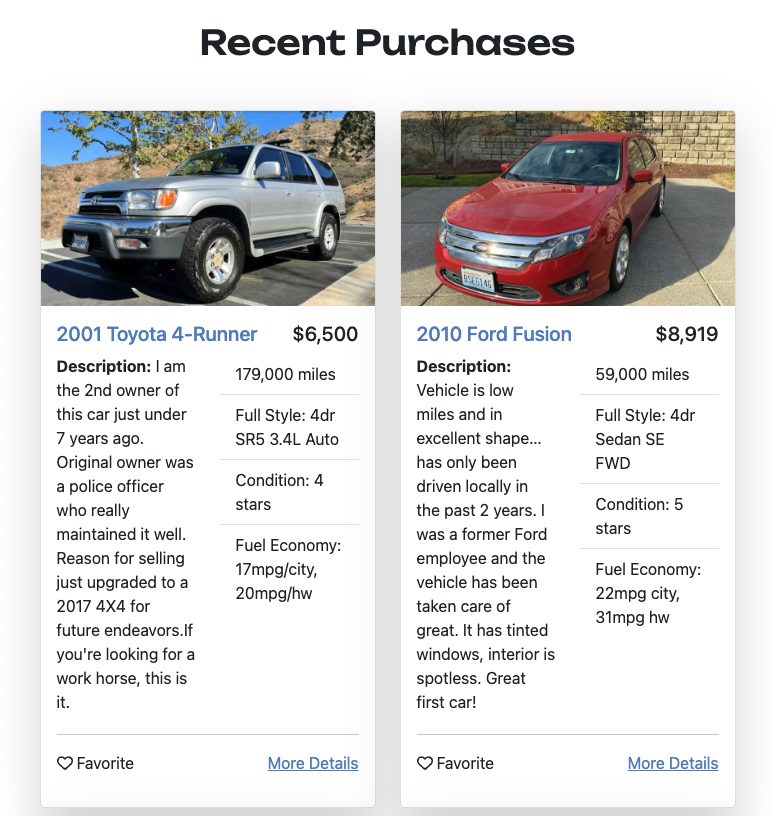 Recent Purchases
2001 Toyota 4-Runner
$6,500
Description: I am
the 2nd owner of
this car just under
7 years ago.
Original owner was
a police officer
who really
maintained it well.
Reason for selling
just upgraded to a
2017 4X4 for
future endeavors.If
you're looking for a
work horse, this is
it.
179,000 miles
Full Style: 4dr
SR5 3.4L Auto
Condition: 4
stars
Fuel Economy:
17mpg/city,
20mpg/hw
Favorite
More Details
2010 Ford Fusion
$8,919
Description:
Vehicle is low
miles and in
excellent shape...
has only been
driven locally in
the past 2 years. I
was a former Ford
employee and the
vehicle has been
taken care of
great. It has tinted
windows, interior is
spotless. Great
first car!
59,000 miles
Full Style: 4dr
Sedan SE
FWD
Condition: 5
stars
Fuel Economy:
22mpg city,
31mpg hw
Favorite
More Details